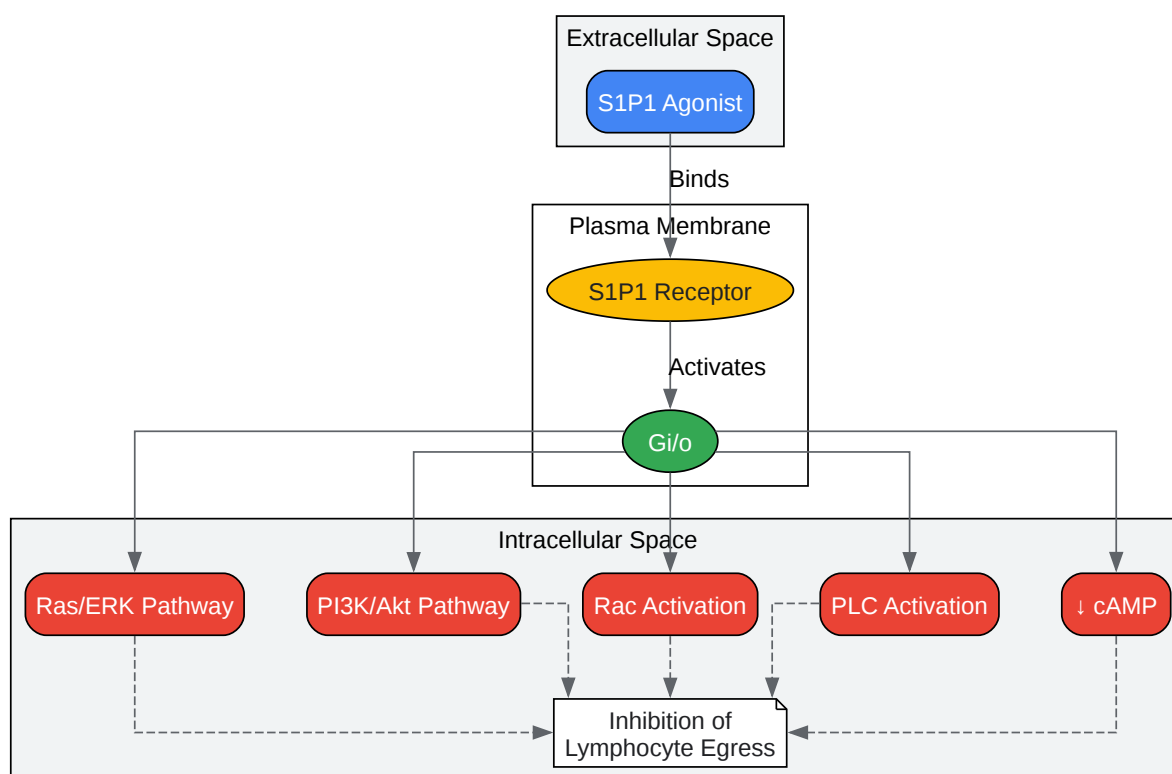 Extracellular Space
S1P1 Agonist
Binds
Plasma Membrane
S1P1 Receptor
Activates
Gi/o
Intracellular Space
Ras/ERK Pathway
PI3K/Akt Pathway
Rac Activation
PLC Activation
↓ cAMP
Inhibition of
Lymphocyte Egress